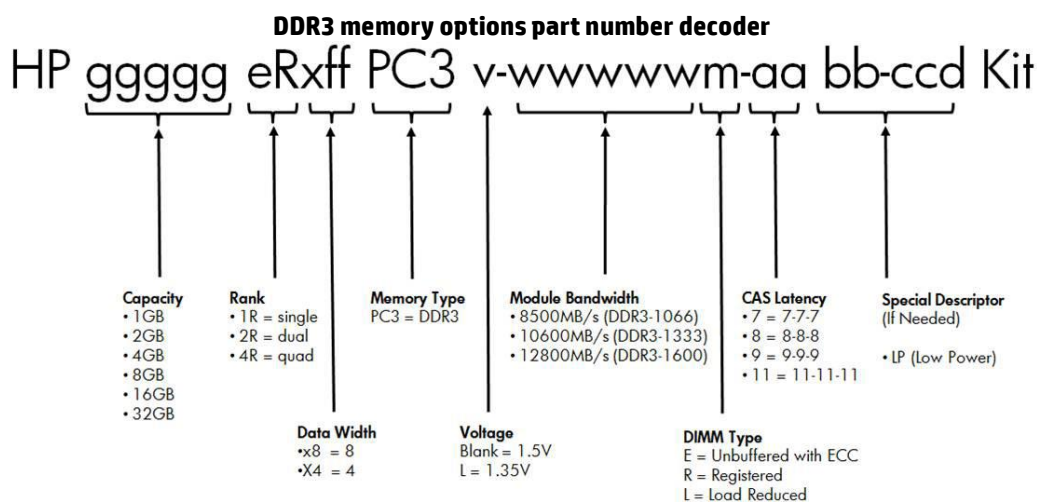 DDR3 memory options part number decoder
HP ggggg eRxff PC3 v-wwwwwm-aa bb-ccd Kit
Capacity
• 1GB
• 2GB
• 4GB
• 8GB
• 16GB
• 32GB
Rank
• 1R = single
• 2R = dual
• 4R = quad
Memory Type
PC3 = DDR3
Module Bandwidth
• 8500MB/s (DDR3-1066)
• 10600MB/s (DDR3-1333)
• 12800MB/s (DDR3-1600)
CAS Latency
• 7 = 7-7-7
• 8 = 8-8-8
• 9 = 9-9-9
• 11 = 11-11-11
Special Descriptor
(If Needed)
• LP (Low Power)
Data Width
•x8 = 8
•X4 = 4
Voltage
Blank = 1.5V
L = 1.35V
DIMM Type
E = Unbuffered with ECC
R = Registered
L = Load Reduced